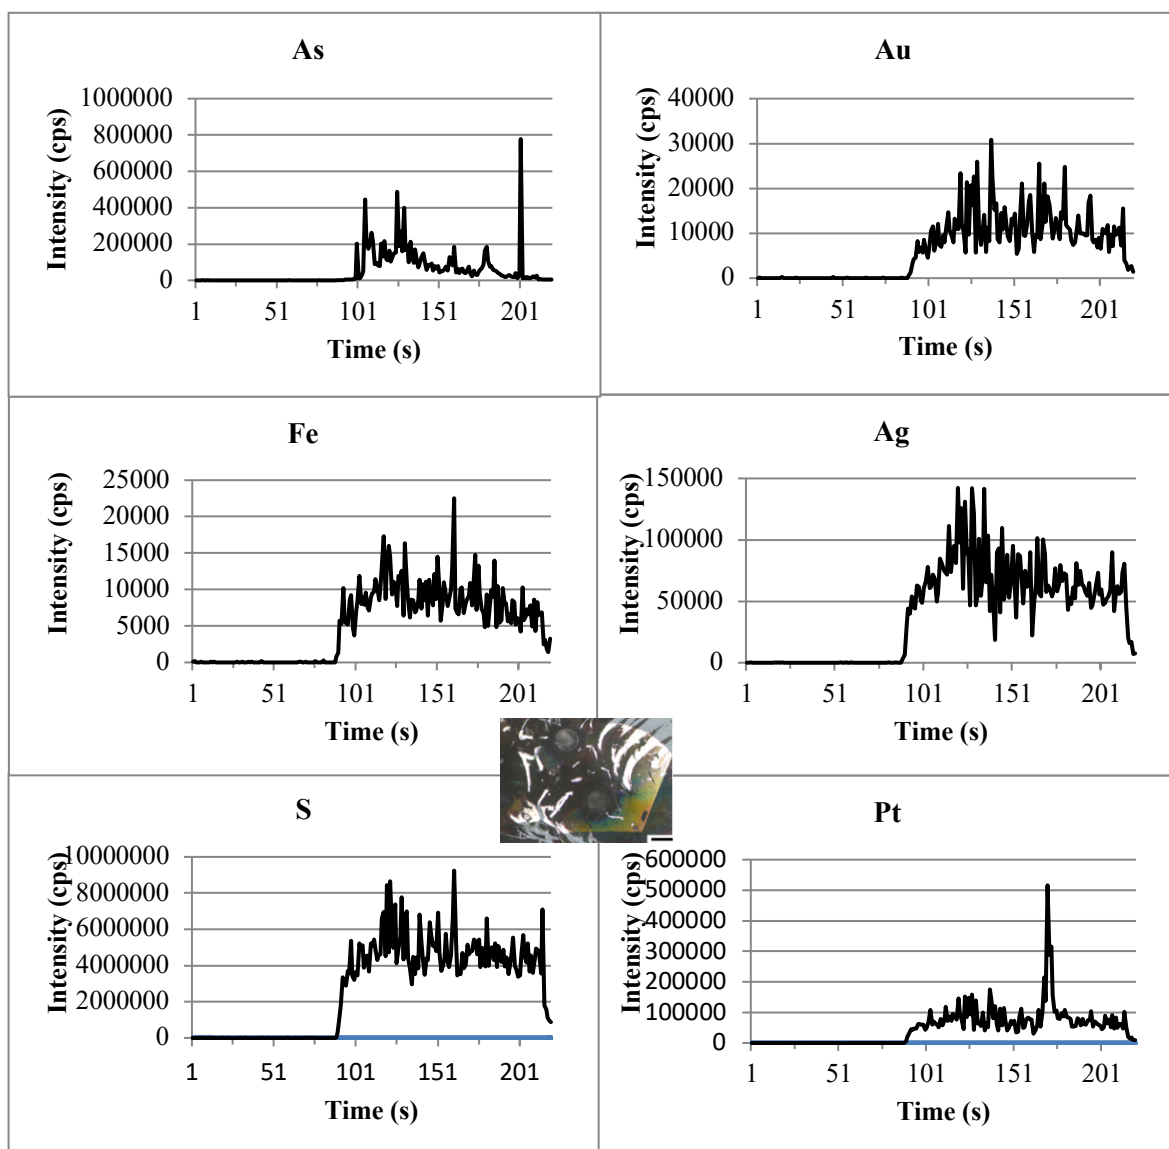 As
Intensity (cps)
1000000
800000
600000
400000
200000
0
1 51 101 151 201
Time (s)
Au
Intensity (cps)
40000
30000
20000
10000
0
1 51 101 151 201
Time (s)
Fe
Intensity (cps)
25000
20000
15000
10000
5000
0
1 51 101 151 201
Time (s)
Ag
Intensity (cps)
150000
100000
50000
0
1 51 101 151 201
Time (s)
S
Intensity (cps)
10000000
8000000
6000000
4000000
2000000
0
1 51 101 151 201
Time (s)
Pt
Intensity (cps)
600000
500000
400000
300000
200000
100000
0
1 51 101 151 201
Time (s)